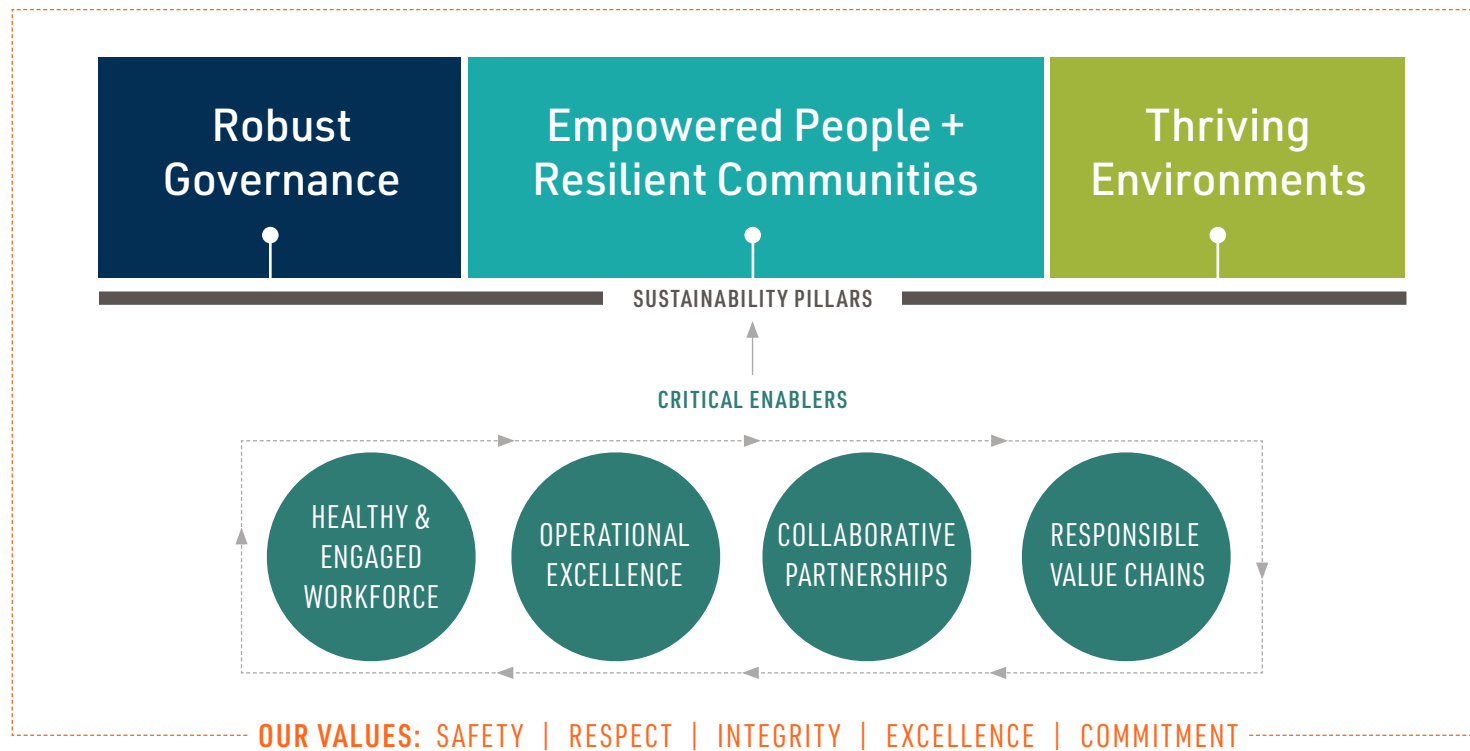 Robust
Governance
Empowered People +
Resilient Communities
Thriving
Environments
SUSTAINABILITY PILLARS
CRITICAL ENABLERS
HEALTHY &
ENGAGED
WORKFORCE
OPERATIONAL
EXCELLENCE
COLLABORATIVE
PARTNERSHIPS
RESPONSIBLE
VALUE CHAINS
OUR VALUES: SAFETY | RESPECT | INTEGRITY | EXCELLENCE | COMMITMENT